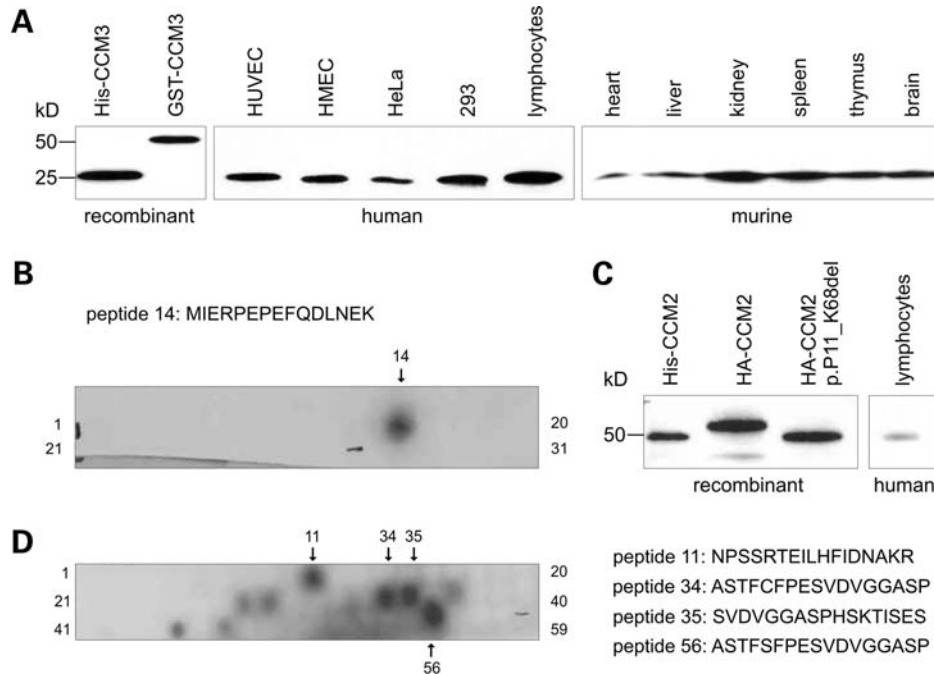 A
His-CCM3
GST-CCM3
HUVEC
HMEC
HeLa
293
lymphocytes
heart
liver
kidney
spleen
thymus
brain
kD
50
25
recombinant
human
murine
B
peptide 14: MIERPEPEFQDLNEK
14
1
20
21
31
C
His-CCM2
HA-CCM2
HA-CCM2
p.P11_K68del
lymphocytes
kD
50
recombinant
human
D
11
34
35
1
20
21
40
41
59
56
peptide 11: NPSSRTEILHFIDNAKR
peptide 34: ASTFCFPESVDVGGASP
peptide 35: SVDVGGASPHSKTISES
peptide 56: ASTFSFPESVDVGGASP